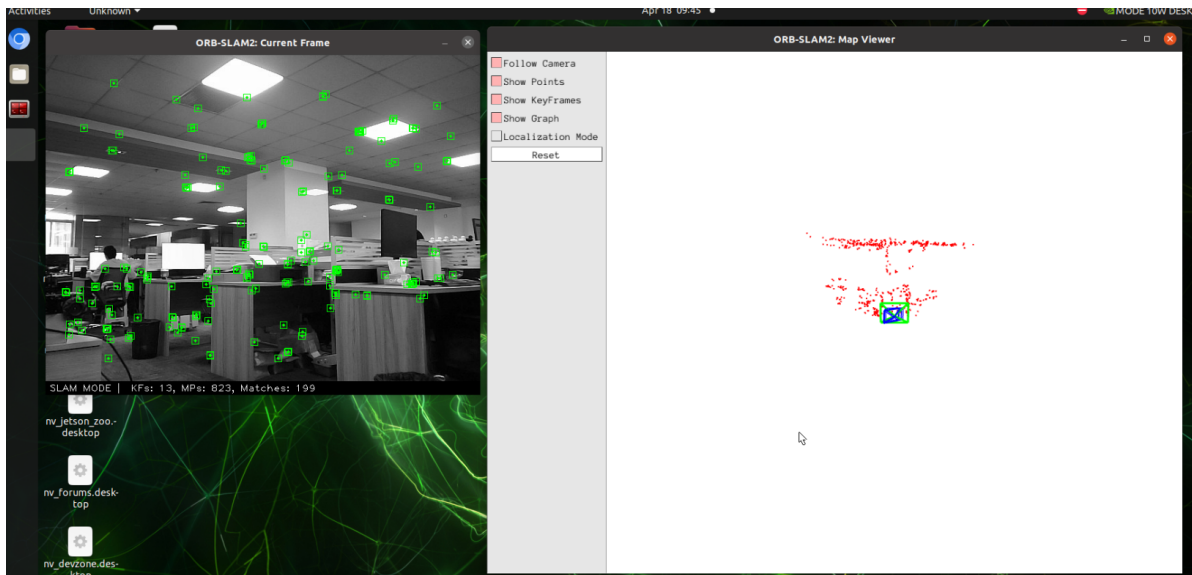 Activities
Unknown
Apr 18 09:45
MODE 10W DESK
ORB-SLAM2: Current Frame
ORB-SLAM2: Map Viewer
Follow Camera
Show Points
Show KeyFrames
Show Graph
Localization Mode
Reset
SLAM MODE | KFs: 13, MPs: 823, Matches: 199
nv_jetson_zoo.-
desktop
nv_forums.desk-
top
nv_devzone.des-
ktop